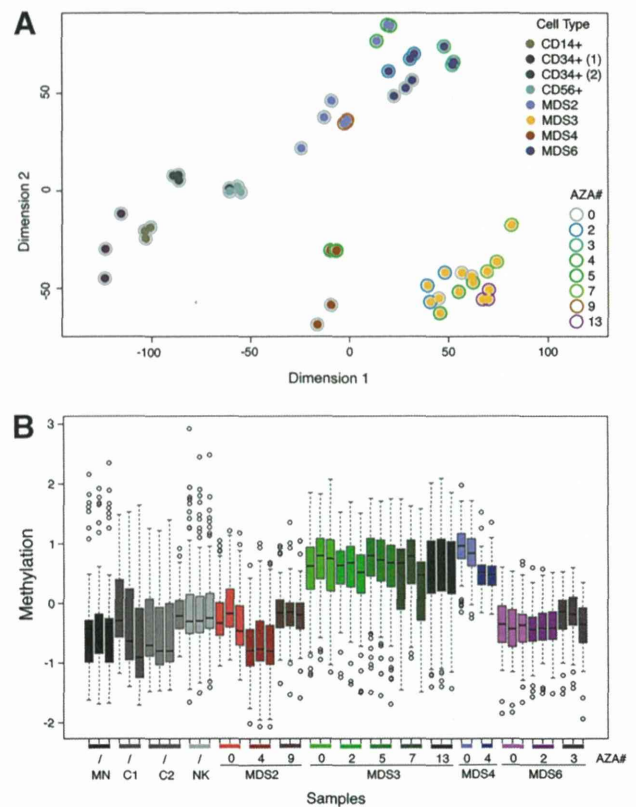 A
Cell Type
CD14+
CD34+ (1)
CD34+ (2)
CD56+
MDS2
MDS3
MDS4
MDS6
AZA#
0
2
3
4
5
7
9
13
50
0
-50
Dimension 2
-100
-50
0
50
100
Dimension 1
B
3
2
1
0
-1
-2
Methylation
/ / / / 0 4 9 0 2 5 7 13 0 4 0 2 3 AZA#
MN C1 C2 NK MDS2 MDS3 MDS4 MDS6
Samples